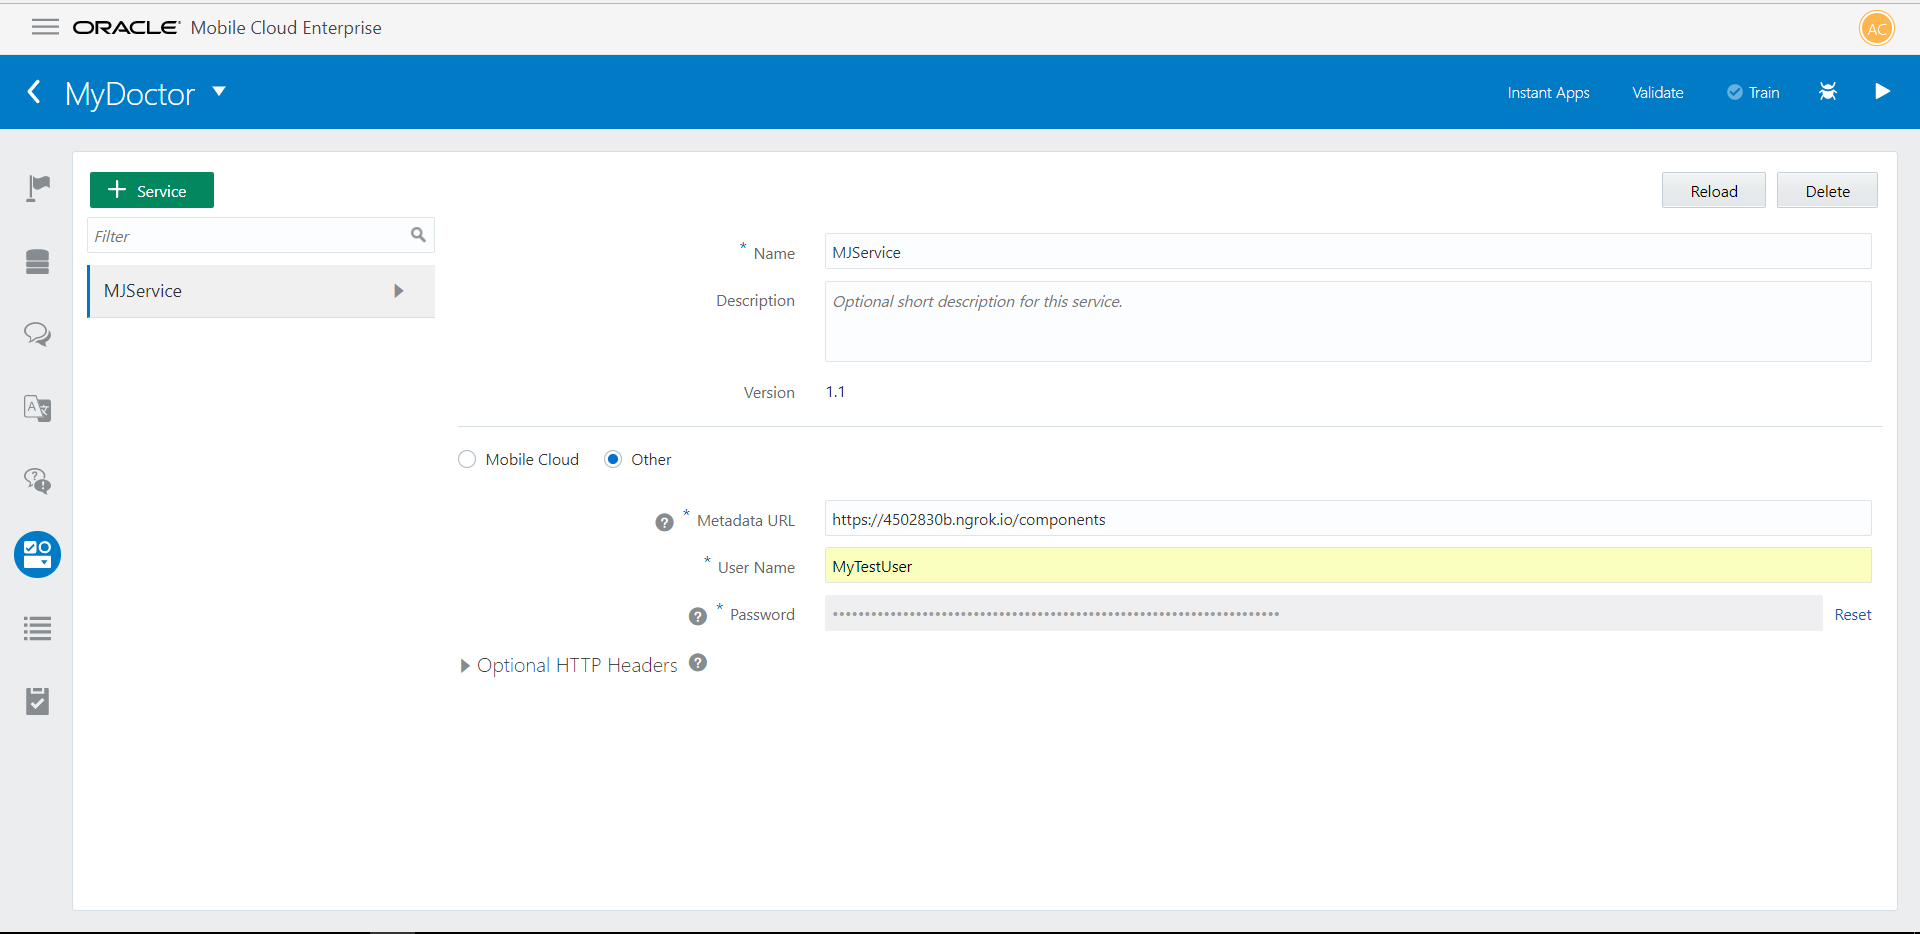 ORACLE Mobile Cloud Enterprise
AC
MyDoctor
Instant Apps
Validate
Train
Service
Reload
Delete
Filter
MJService
* Name
MJService
Description
Optional short description for this service.
Version
1.1
Mobile Cloud
Other
? * Metadata URL
https://4502830b.ngrok.io/components
* User Name
MyTestUser
? * Password
Reset
Optional HTTP Headers ?